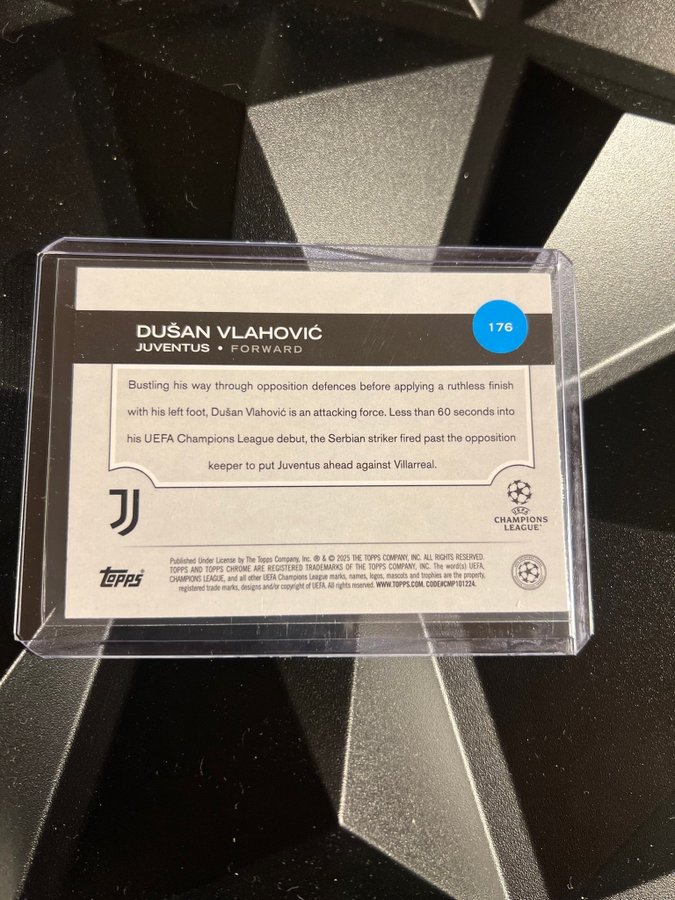 DUŠAN VLAHOVIĆ
JUVENTUS • FORWARD
176
Bustling his way through opposition defences before applying a ruthless finish
with his left foot, Dušan Vlahović is an attacking force. Less than 60 seconds into
his UEFA Champions League debut, the Serbian striker fired past the opposition
keeper to put Juventus ahead against Villarreal.
UEFA
CHAMPIONS
LEAGUE™
Topps®
Published Under License by The Topps Company, Inc. ® & © 2025 THE TOPPS COMPANY, INC. ALL RIGHTS RESERVED.
TOPPS AND TOPPS CHROME ARE REGISTERED TRADEMARKS OF THE TOPPS COMPANY, INC. The word(s) UEFA,
CHAMPIONS LEAGUE, and all other UEFA Champions League marks, names, logos, mascots and trophies are the property,
registered trade marks, designs and/or copyright of UEFA. All rights reserved. WWW.TOPPS.COM. CODE#CMP101224.